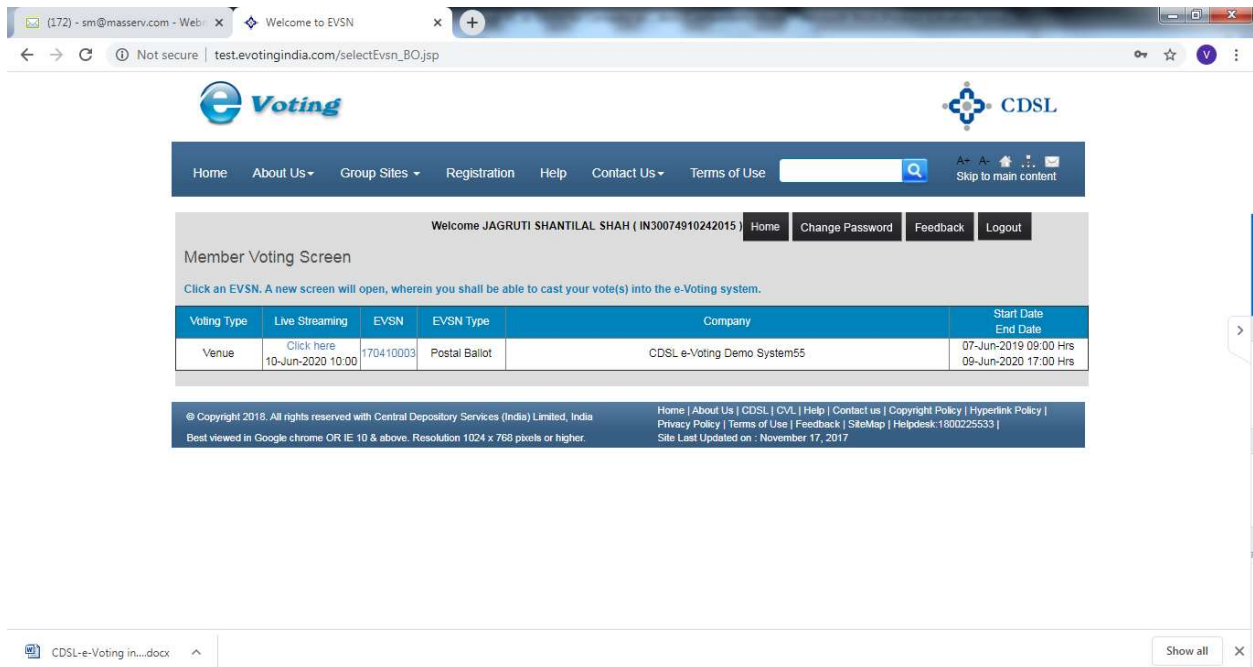 (172) - sm@masserv.com - Web
Welcome to EVSN
Not secure | test.evotingindia.com/selectEvsn_BO.jsp
V
e Voting
CDSL
Home About Us Group Sites Registration Help Contact Us Terms of Use
A+ A-
Skip to main content
Welcome JAGRUTI SHANTILAL SHAH ( IN30074910242015 ) Home Change Password Feedback Logout
Member Voting Screen
Click an EVSN. A new screen will open, wherein you shall be able to cast your vote(s) into the e-Voting system.
Voting Type Live Streaming EVSN EVSN Type Company Start Date
End Date
Venue Click here 170410003 Postal Ballot CDSL e-Voting Demo System55 07-Jun-2019 09:00 Hrs
10-Jun-2020 10:00 09-Jun-2020 17:00 Hrs
© Copyright 2018. All rights reserved with Central Depository Services (India) Limited, India
Best viewed in Google chrome OR IE 10 & above. Resolution 1024 x 768 pixels or higher.
Home | About Us | CDSL | CVL | Help | Contact us | Copyright Policy | Hyperlink Policy |
Privacy Policy | Terms of Use | Feedback | SiteMap | Helpdesk:1800225533 |
Site Last Updated on : November 17, 2017
CDSL-e-Voting in....docx
Show all